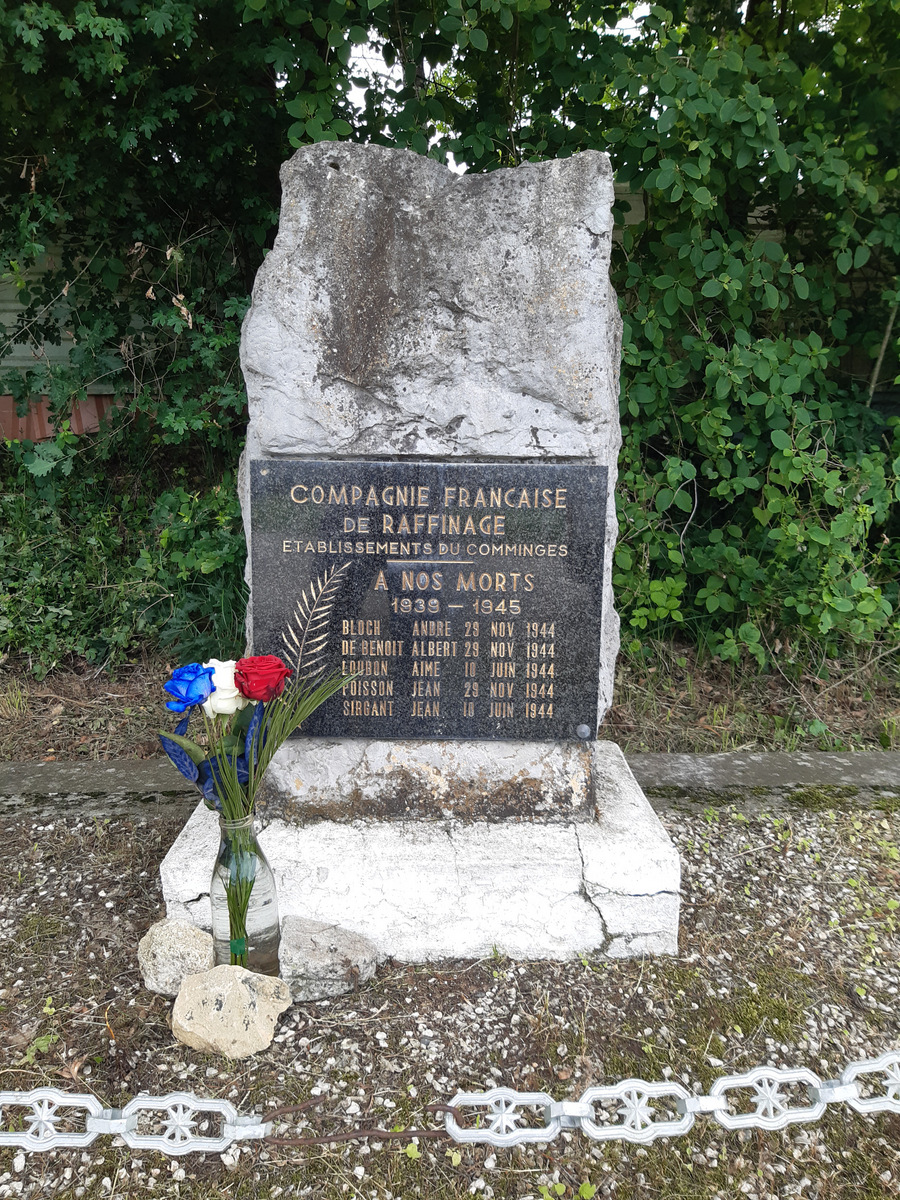 COMPAGNIE FRANCAISE
DE RAFFINAGE
ETABLISSEMENTS DU COMMINGES
A NOS MORTS
1939 - 1945
BLOCH ANDRE 29 NOV 1944
DE BENOIT ALBERT 29 NOV 1944
LOUBON AIME 10 JUIN 1944
POISSON JEAN 29 NOV 1944
SIRGANT JEAN 10 JUIN 1944